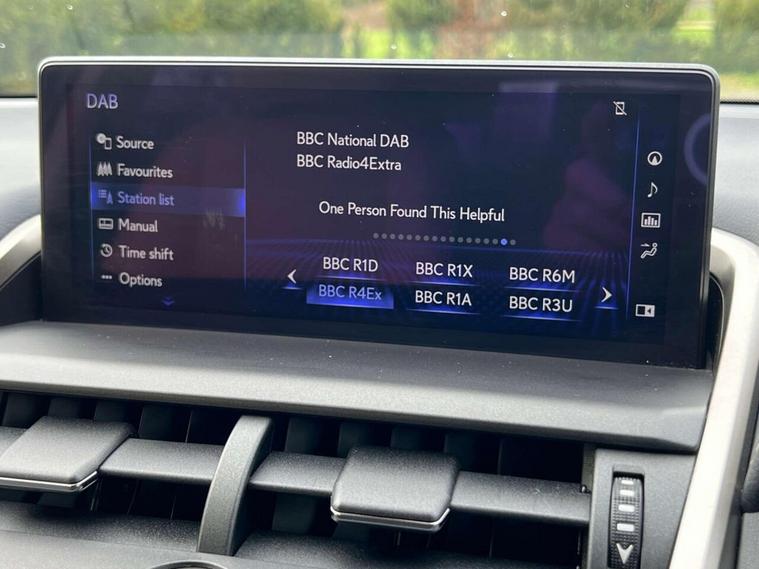 DAB
Source
Favourites
Station list
Manual
Time shift
Options
BBC National DAB
BBC Radio4Extra
One Person Found This Helpful
BBC R1D BBC R1X BBC R6M
BBC R4Ex BBC R1A BBC R3U